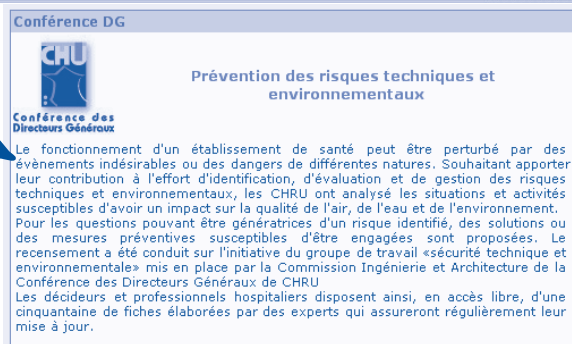 Conférence DG
CHU
Conférence des
Directeurs Généraux
Prévention des risques techniques et
environnementaux
Le fonctionnement d'un établissement de santé peut être perturbé par des
évènements indésirables ou des dangers de différentes natures. Souhaitant apporter
leur contribution à l'effort d'identification, d'évaluation et de gestion des risques
techniques et environnementaux, les CHRU ont analysé les situations et activités
susceptibles d'avoir un impact sur la qualité de l'air, de l'eau et de l'environnement.
Pour les questions pouvant être génératrices d'un risque identifié, des solutions ou
des mesures préventives susceptibles d'être engagées sont proposées. Le
recensement a été conduit sur l'initiative du groupe de travail «sécurité technique et
environnementale» mis en place par la Commission Ingénierie et Architecture de la
Conférence des Directeurs Généraux de CHRU
Les décideurs et professionnels hospitaliers disposent ainsi, en accès libre, d'une
cinquantaine de fiches élaborées par des experts qui assureront régulièrement leur
mise à jour.